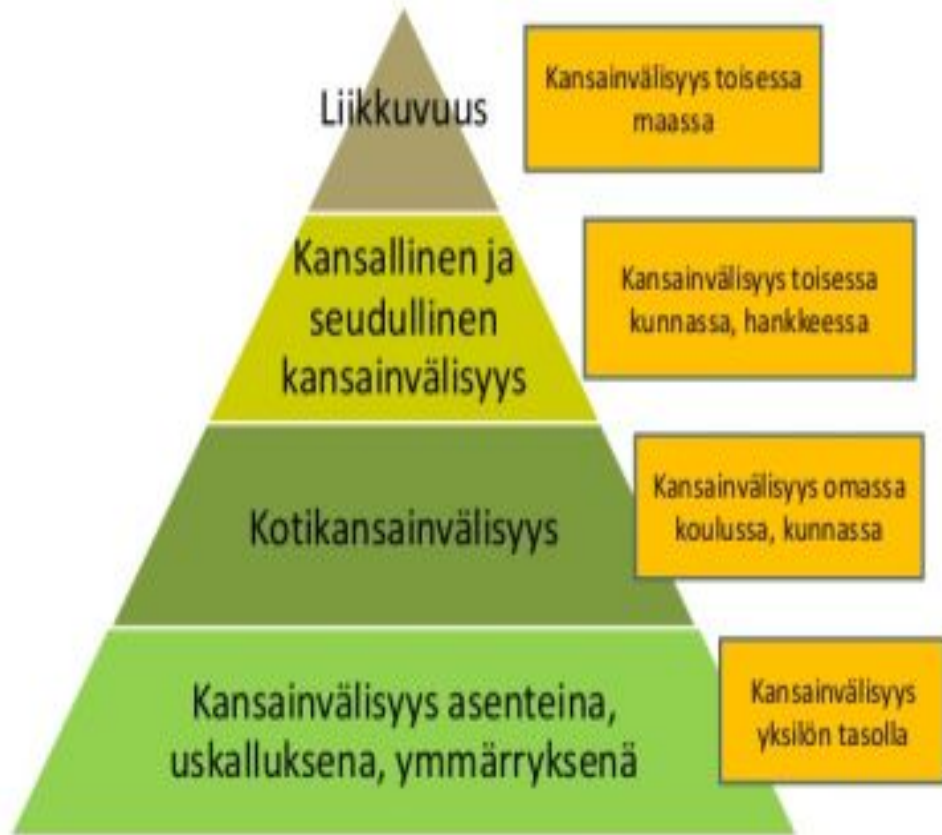 Liikkuvuus
Kansainvälisyys toisessa
maassa
Kansallinen ja
seudullinen
kansainvälisyys
Kansainvälisyys toisessa
kunnassa, hankkeessa
Kotikansainvälisyys
Kansainvälisyys omassa
koulussa, kunnassa
Kansainvälisyys asenteina,
uskalluksena, ymmärryksenä
Kansainvälisyys
yksilön tasolla